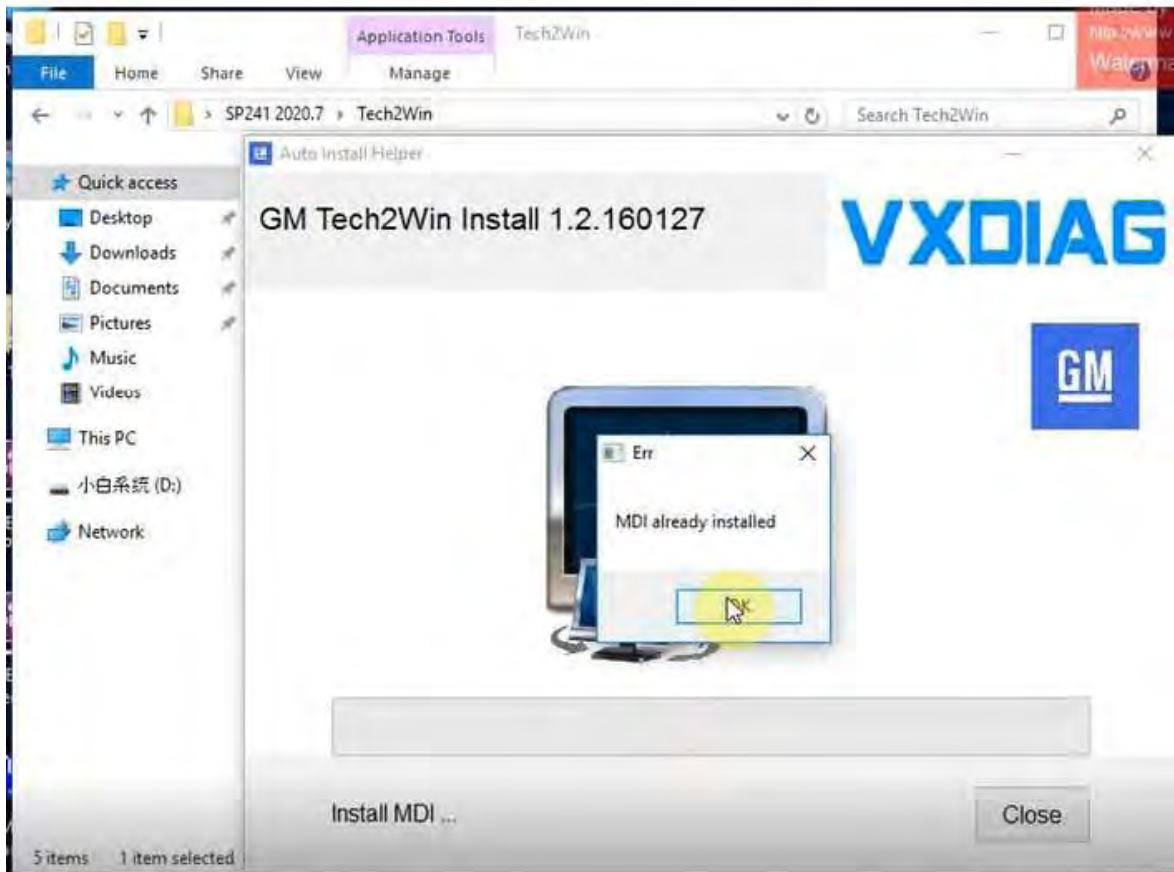 Application Tools
Tech2Win
File
Home
Share
View
Manage
SP241 2020.7
Tech2Win
Search Tech2Win
Auto Install Helper
Quick access
Desktop
Downloads
Documents
Pictures
Music
Videos
This PC
小白系统 (D:)
Network
GM Tech2Win Install 1.2.160127
VXDIAG
GM
Err
MDI already installed
OK
Install MDI ...
Close
5 items
1 item selected